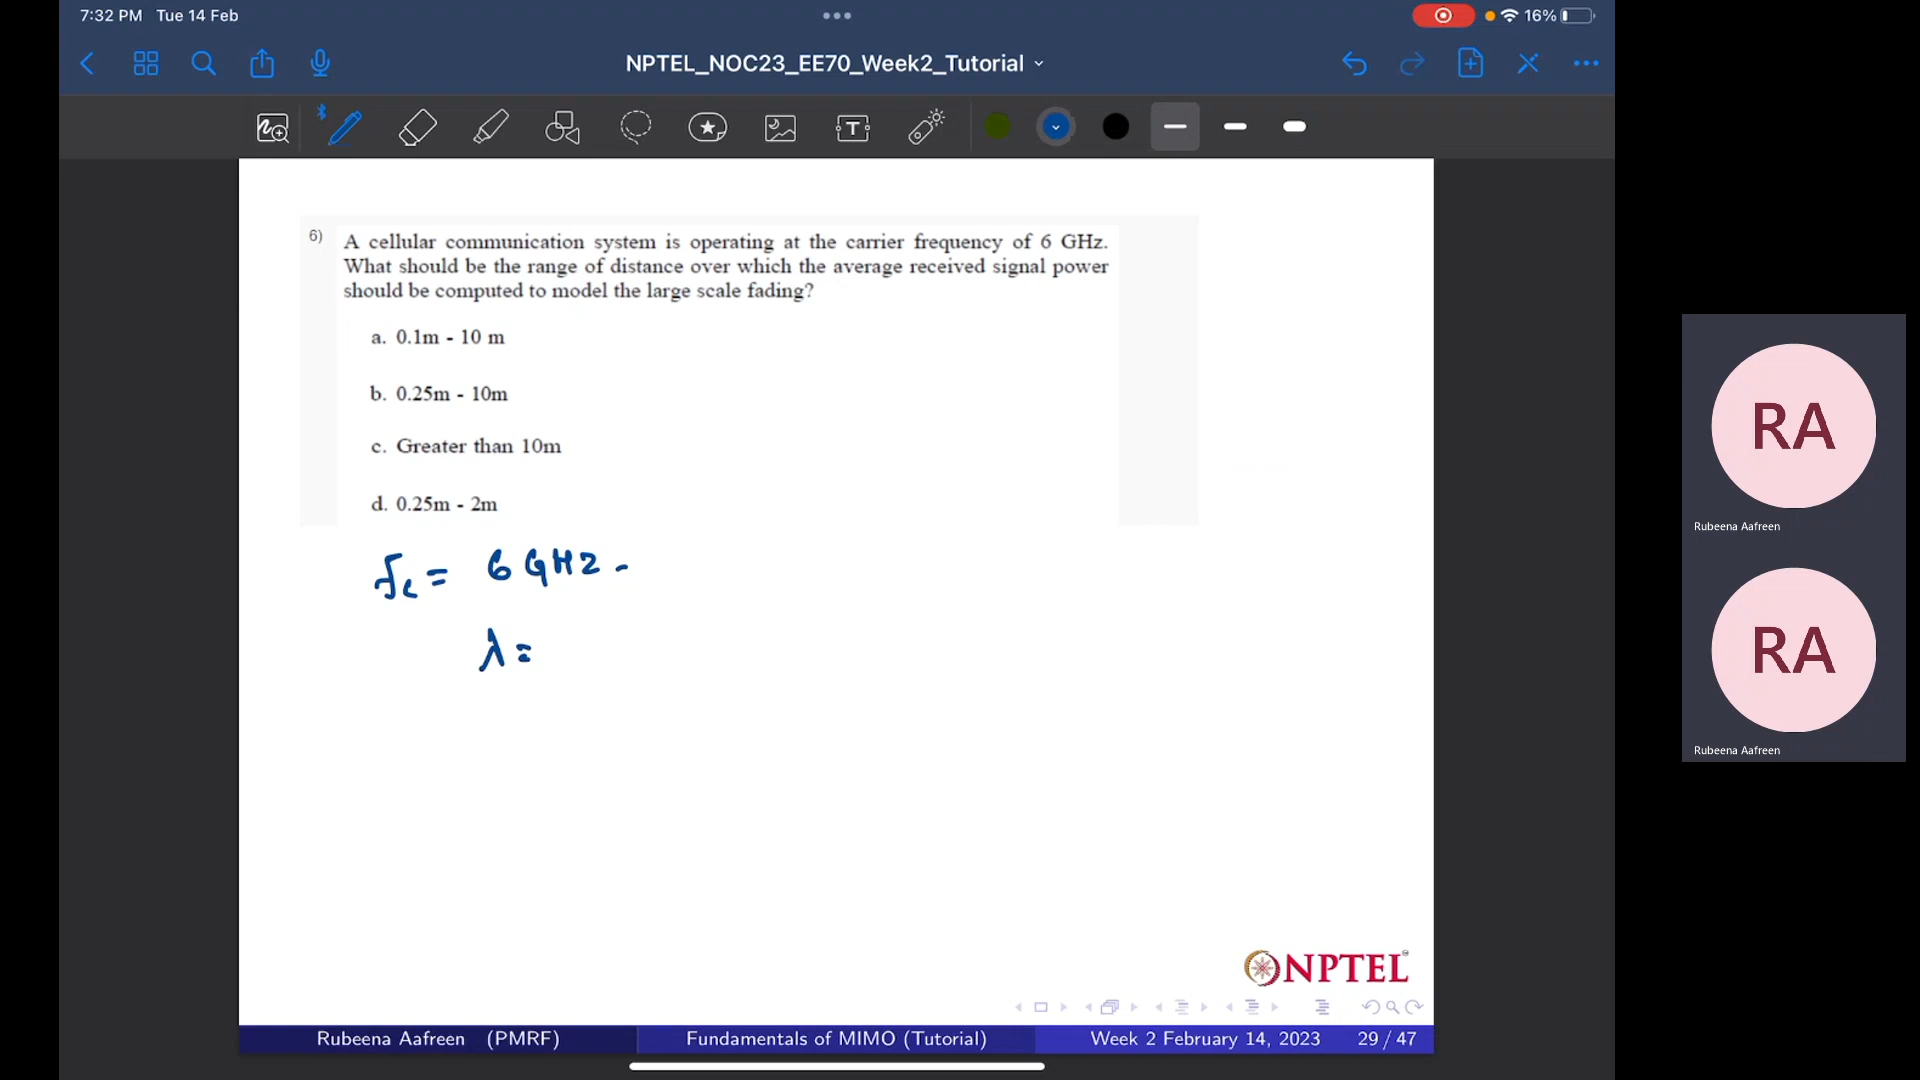 7:32 PM Tue 14 Feb
16%
NPTEL_NOC23_EE70_Week2_Tutorial
T
6) A cellular communication system is operating at the carrier frequency of 6 GHz.
What should be the range of distance over which the average received signal power
should be computed to model the large scale fading?
a. 0.1m - 10 m
b. 0.25m - 10m
c. Greater than 10m
d. 0.25m - 2m
fc = 6 GHz -
λ =
RA
Rubeena Aafreen
RA
Rubeena Aafreen
NPTEL
Rubeena Aafreen (PMRF) Fundamentals of MIMO (Tutorial) Week 2 February 14, 2023 29 / 47